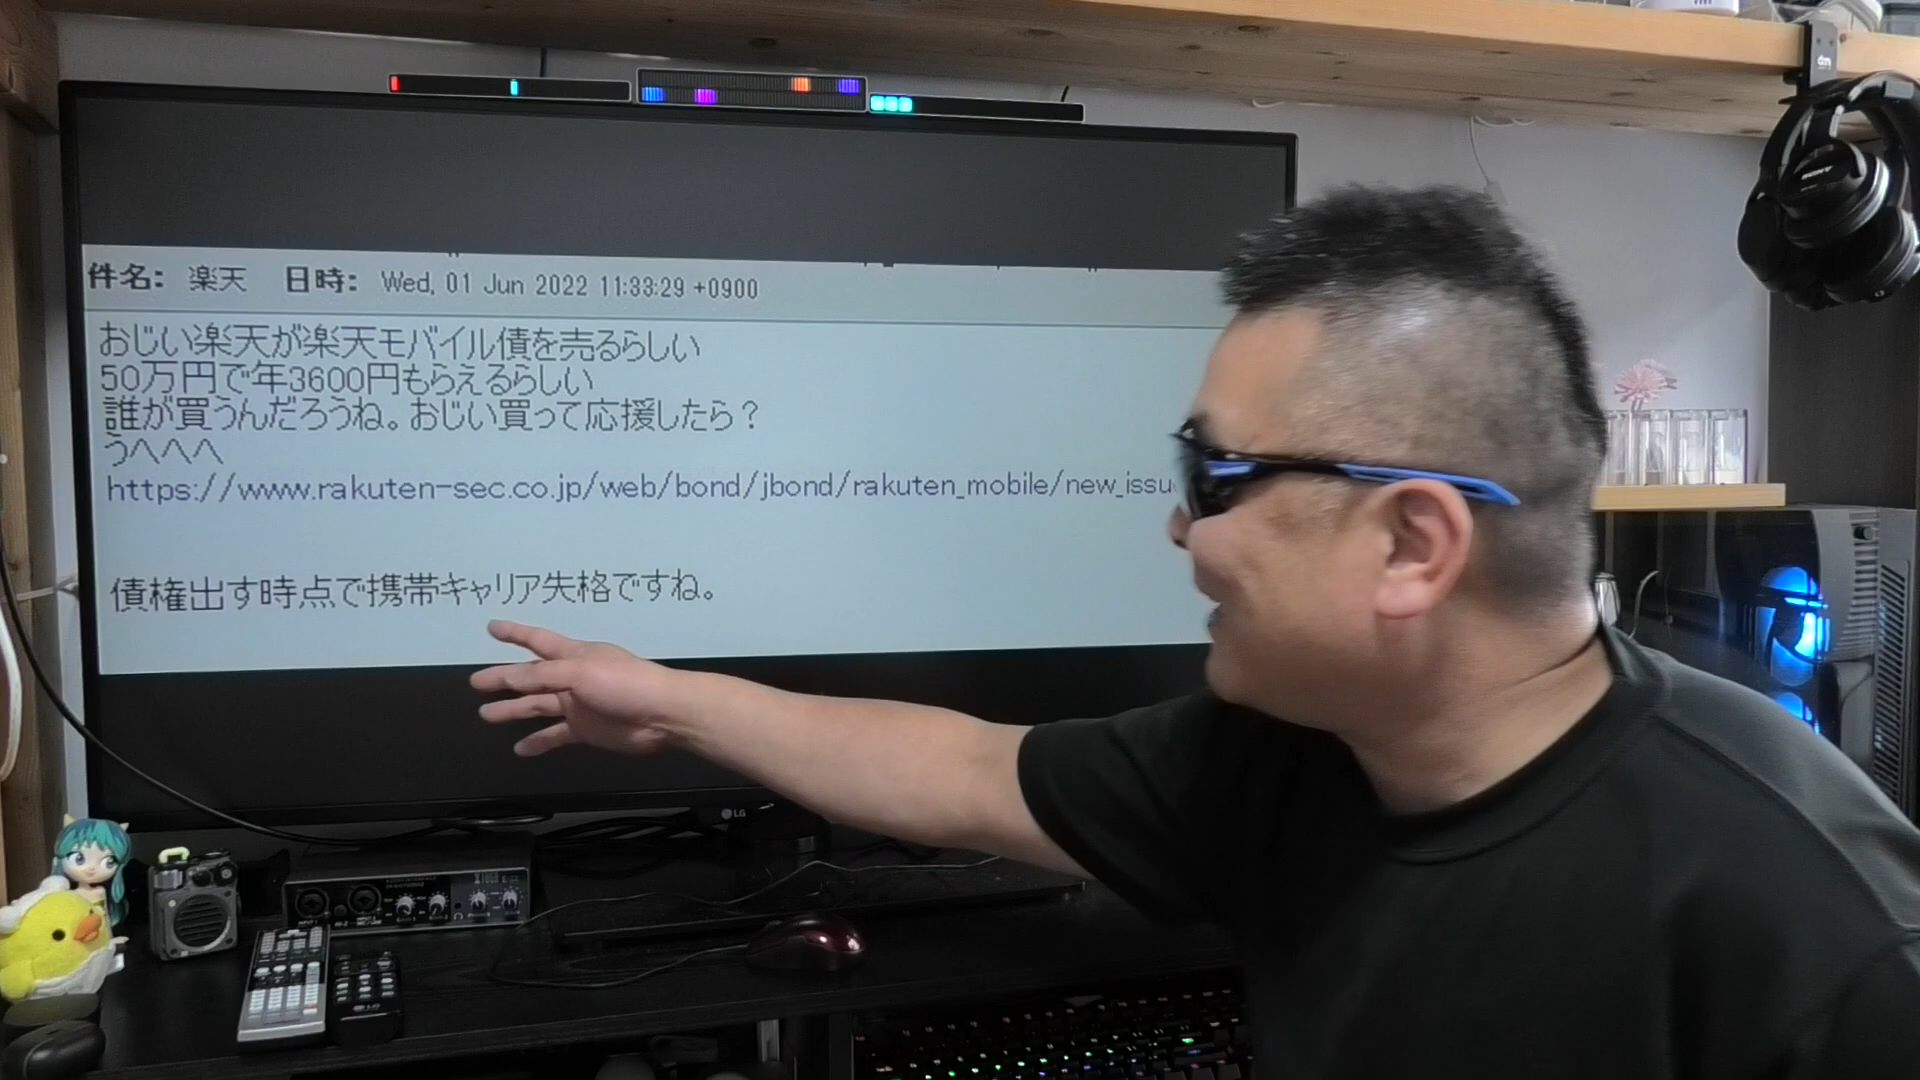 件名: 楽天 日時: Wed, 01 Jun 2022 11:33:29 +0900
おじい楽天が楽天モバイル債を売るらしい
50万円で年3600円もらえるらしい
誰が買うんだろうね。おじい買って応援したら？
うへへへ
https://www.rakuten-sec.co.jp/web/bond/jbond/rakuten_mobile/new_issu
債権出す時点で携帯キャリア失格ですね。
LG
SONY